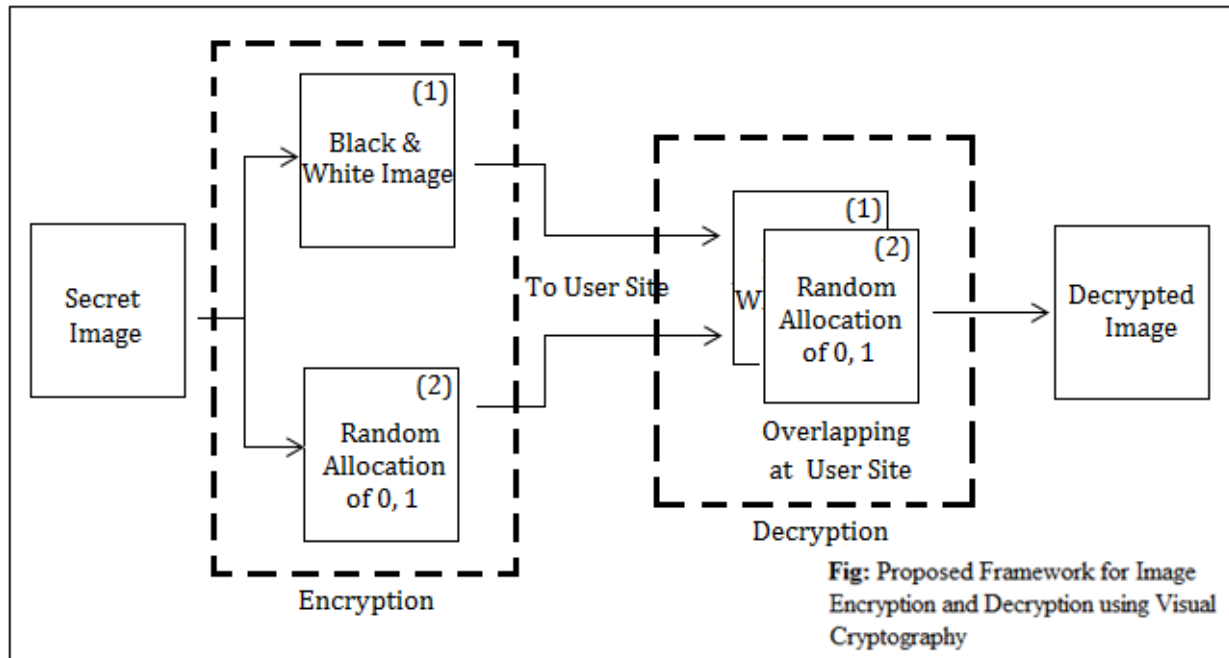 Secret
Image
(1)
Black &
White Image
(2)
Random
Allocation
of 0, 1
Encryption
To User Site
(1)
W
(2)
Random
Allocation
of 0, 1
Overlapping
at User Site
Decryption
Decrypted
Image
Fig: Proposed Framework for Image
Encryption and Decryption using Visual
Cryptography